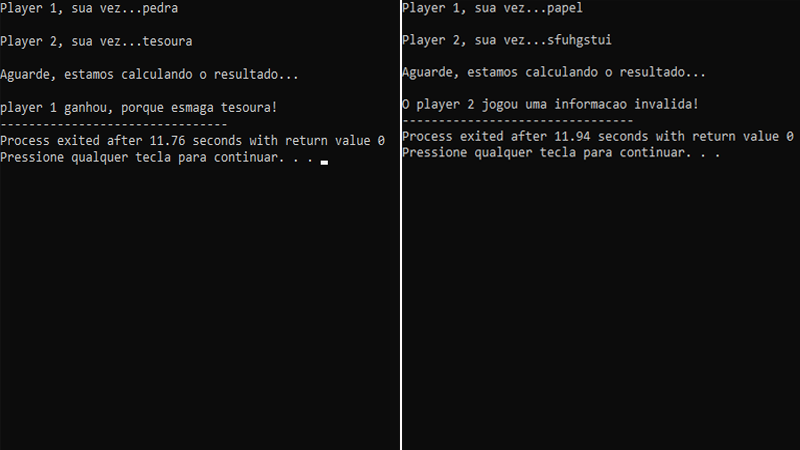 Player 1, sua vez...pedra
Player 2, sua vez...tesoura
Aguarde, estamos calculando o resultado...
player 1 ganhou, porque esmaga tesoura!
--------------------------------
Process exited after 11.76 seconds with return value 0
Pressione qualquer tecla para continuar. . .
Player 1, sua vez...papel
Player 2, sua vez...sfuhgstui
Aguarde, estamos calculando o resultado...
O player 2 jogou uma informacao invalida!
--------------------------------
Process exited after 11.94 seconds with return value 0
Pressione qualquer tecla para continuar. . .